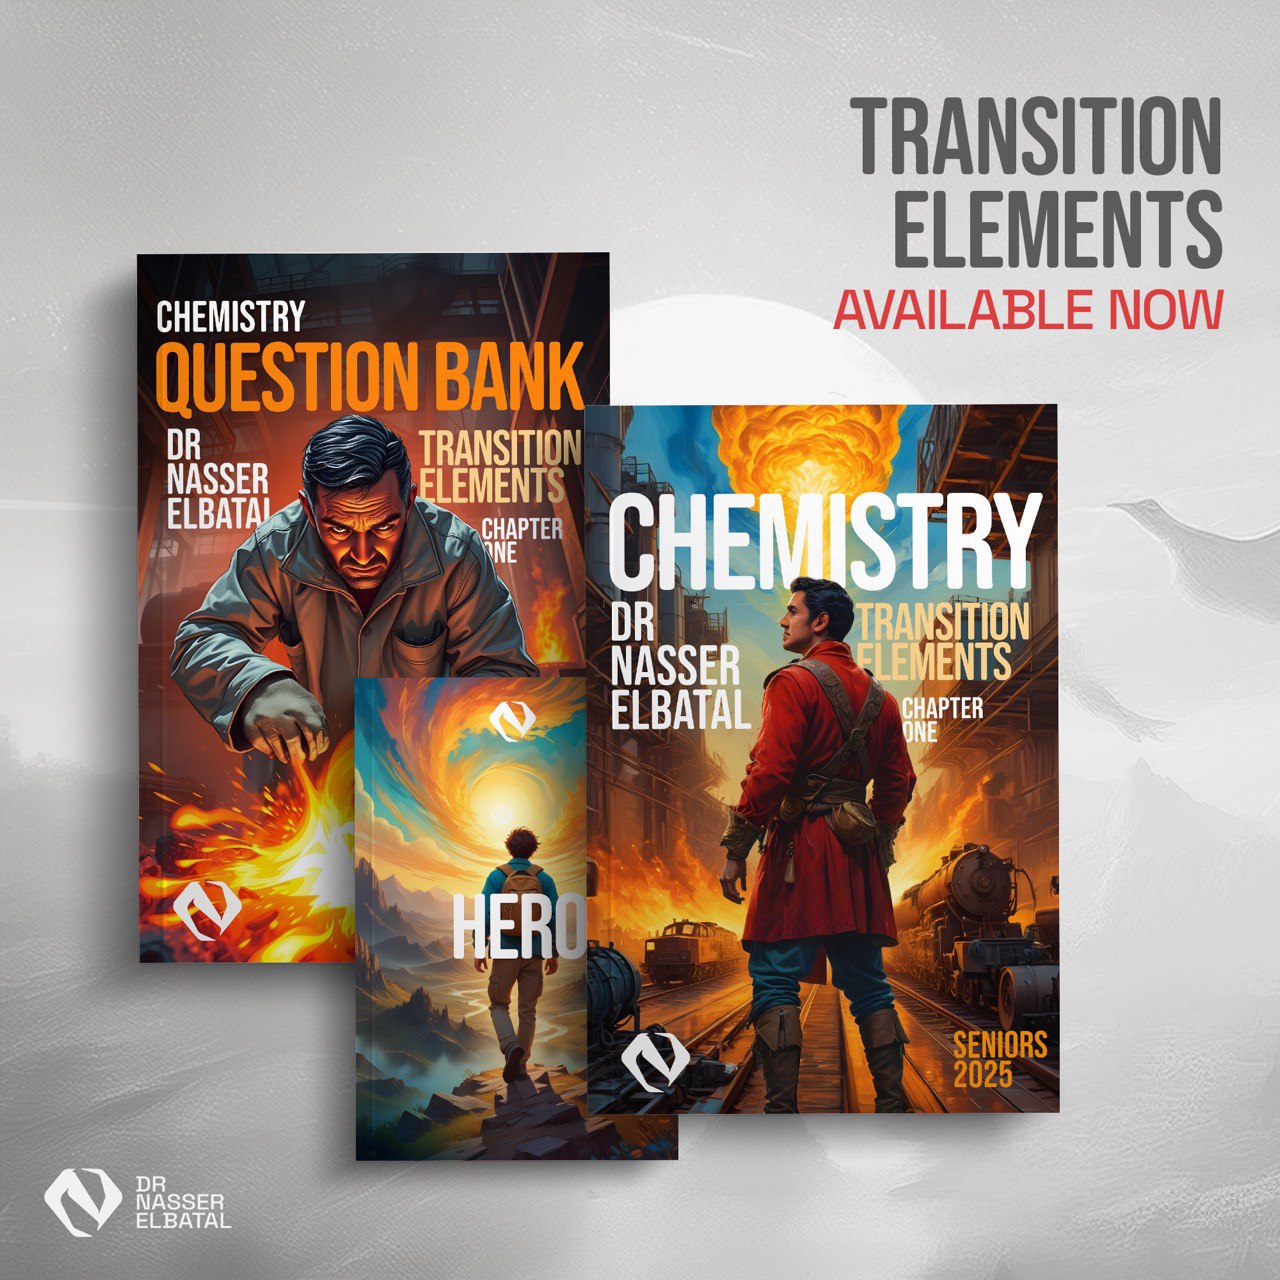 TRANSITION
ELEMENTS
AVAILABLE NOW
CHEMISTRY
QUESTION BANK
DR
NASSER
ELBATAL
TRANSITION
ELEMENTS
CHAPTER
ONE
HERO
CHEMISTRY
DR
NASSER
ELBATAL
TRANSITION
ELEMENTS
CHAPTER
ONE
SENIORS
2025
DR
NASSER
ELBATAL